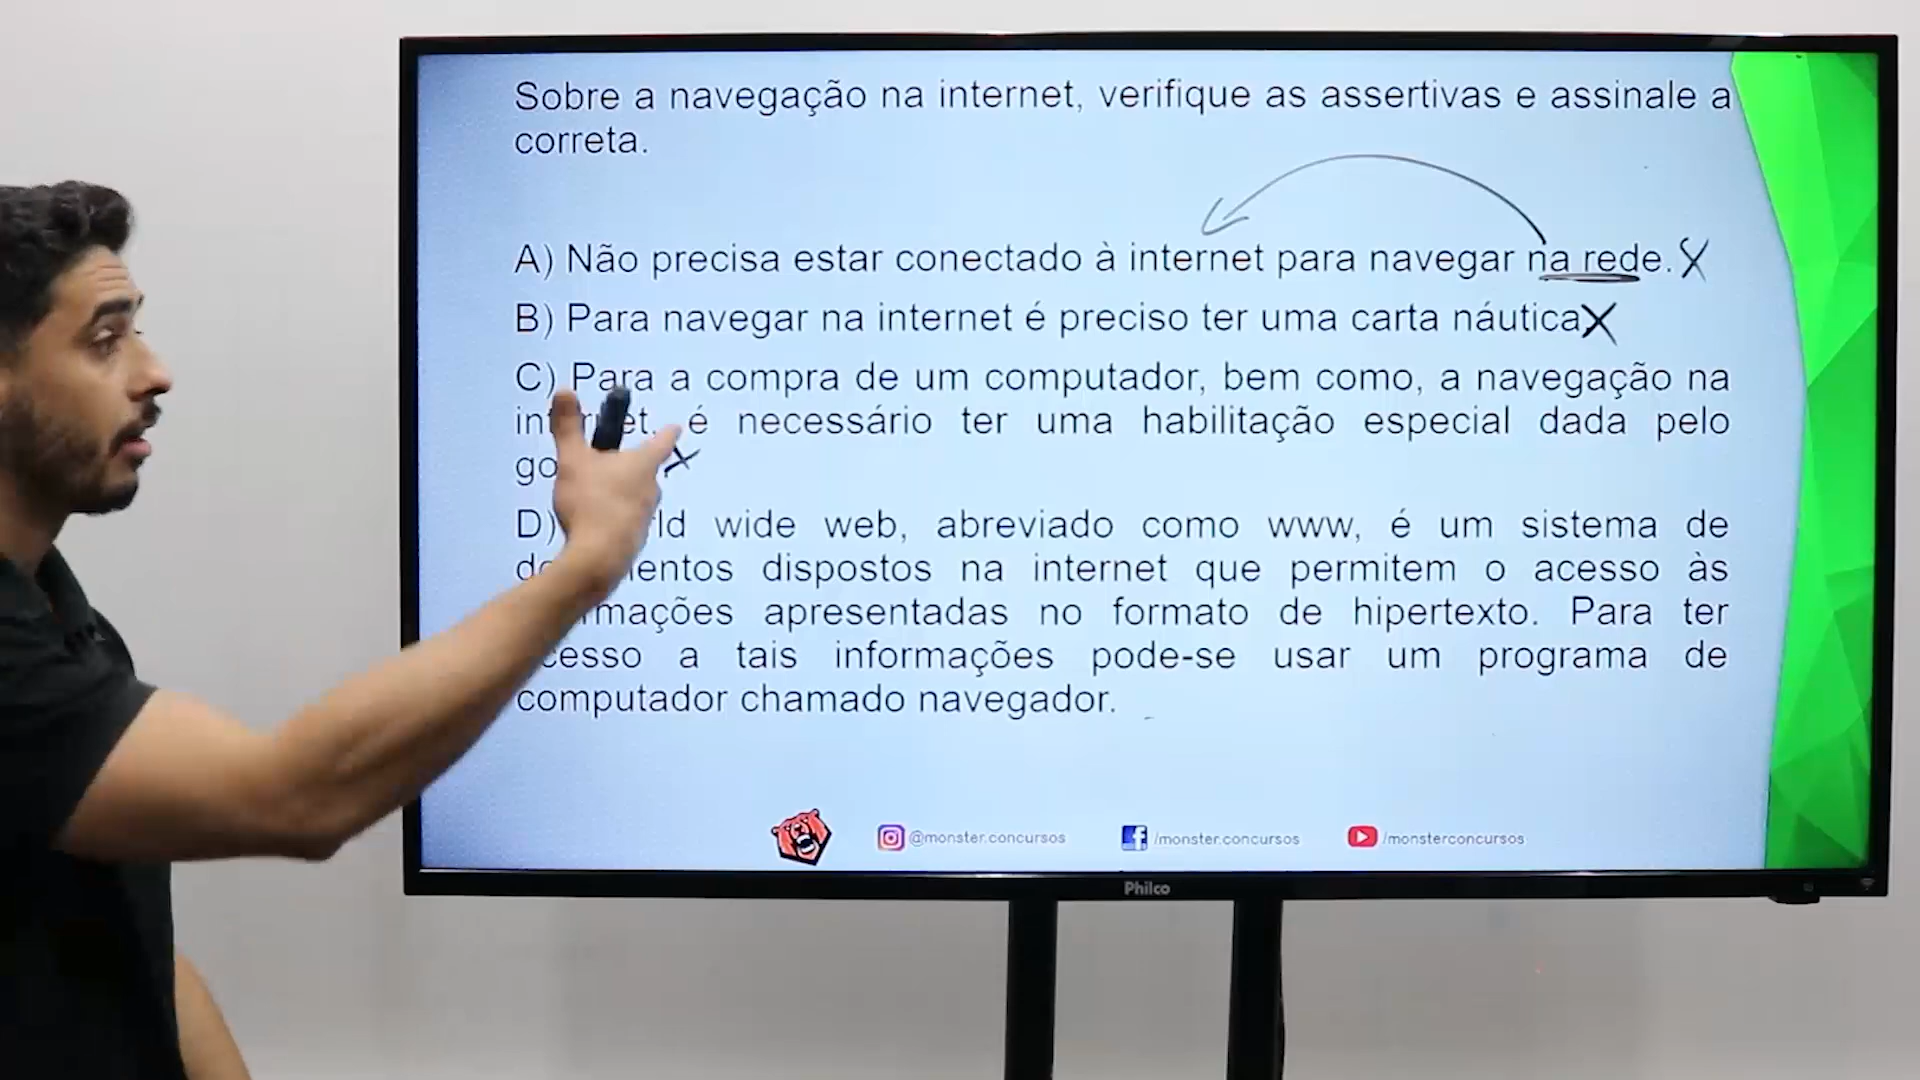 Sobre a navegação na internet, verifique as assertivas e assinale a
correta.
A) Não precisa estar conectado à internet para navegar na rede. X
B) Para navegar na internet é preciso ter uma carta náutica X
C) Para a compra de um computador, bem como, a navegação na
é necessário ter uma habilitação especial dada pelo
X
D) wide web, abreviado como www, é um sistema de
dispostos na internet que permitem o acesso às
apresentadas no formato de hipertexto. Para ter
a tais informações pode-se usar um programa de
computador chamado navegador.
@monster.concursos
/monster.concursos
/monsterconcursos
Philco